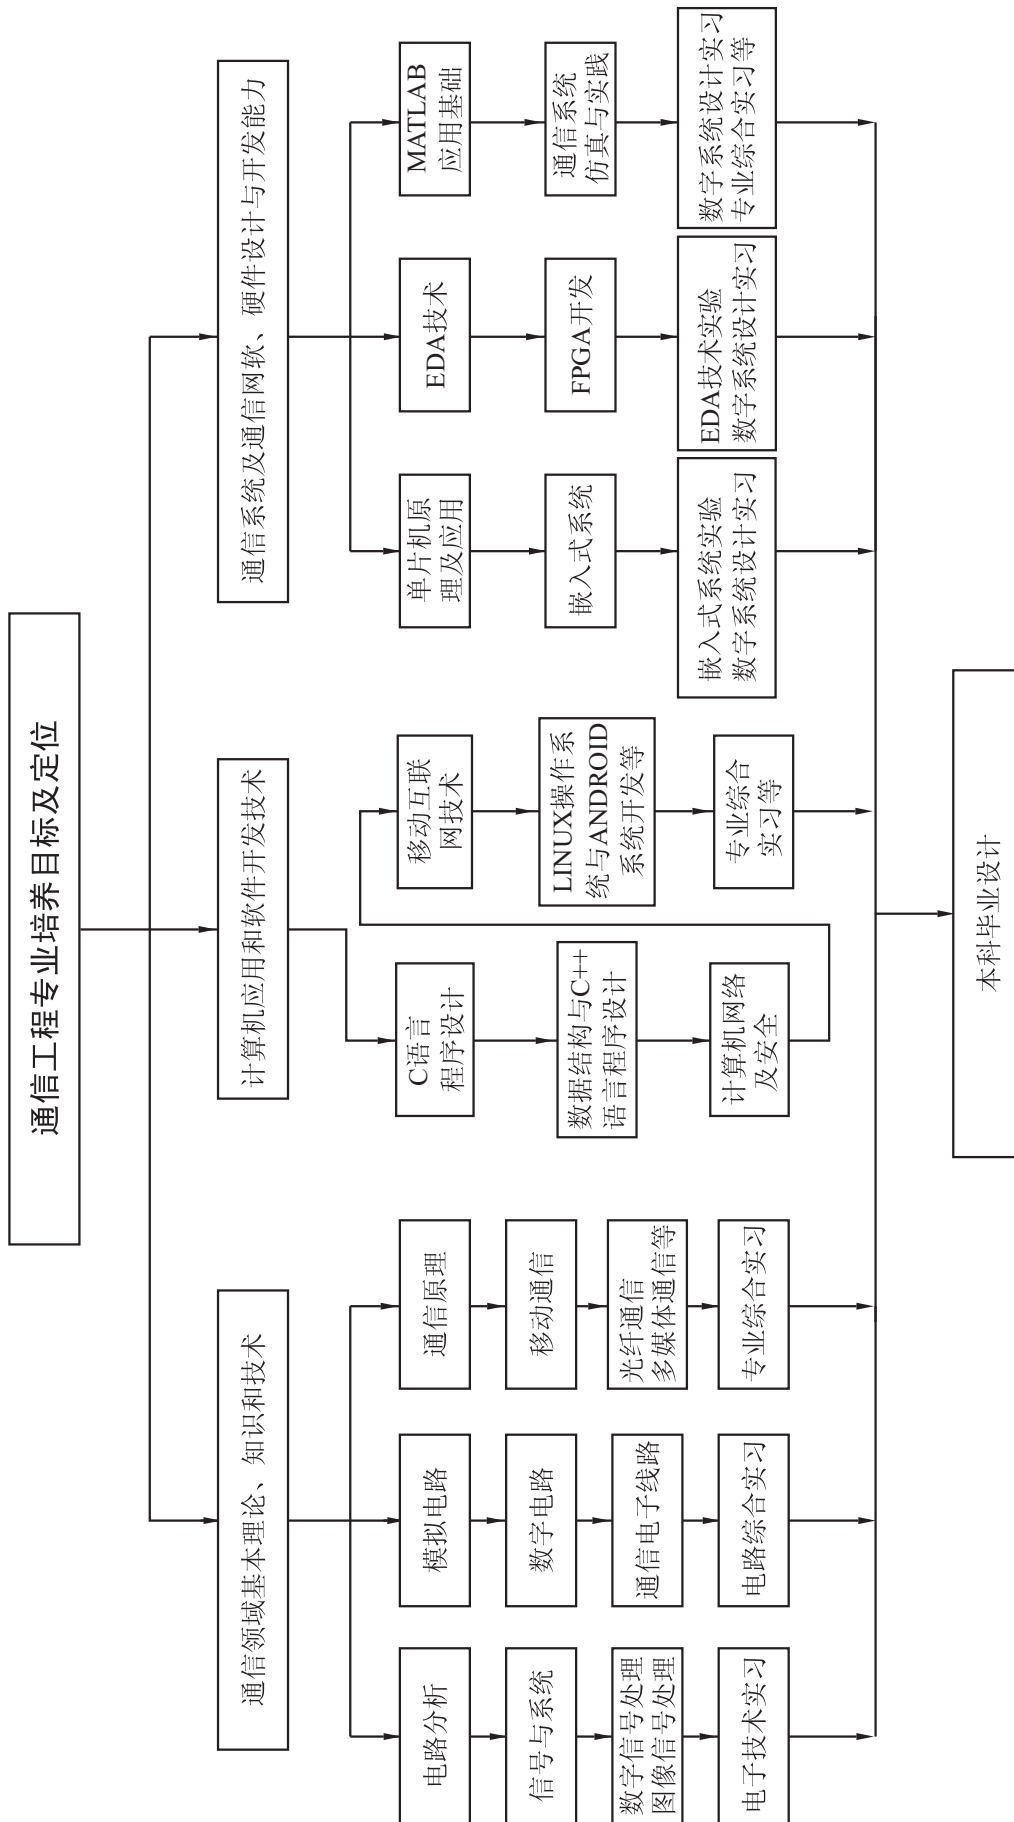 通信工程专业培养目标及定位
通信领域基本理论、知识和技术
计算机应用和软件开发技术
通信系统及通信网软、硬件设计与开发能力
电路分析
信号与系统
数字信号处理
图像信号处理
电子技术实习
模拟电路
数字电路
通信电子线路
电路综合实习
通信原理
移动通信
光纤通信
多媒体通信等
专业综合实习
C语言
程序设计
数据结构与C++
语言程序设计
计算机网络
及安全
移动互联
网技术
LINUX操作系
统与ANDROID
系统开发等
专业综合
实习等
单片机原
理及应用
嵌入式系统
嵌入式系统实验
数字系统设计实习
EDA技术
FPGA开发
EDA技术实验
数字系统设计实习
MATLAB
应用基础
通信系统
仿真与实践
数字系统设计实习
专业综合实习等
本科毕业设计